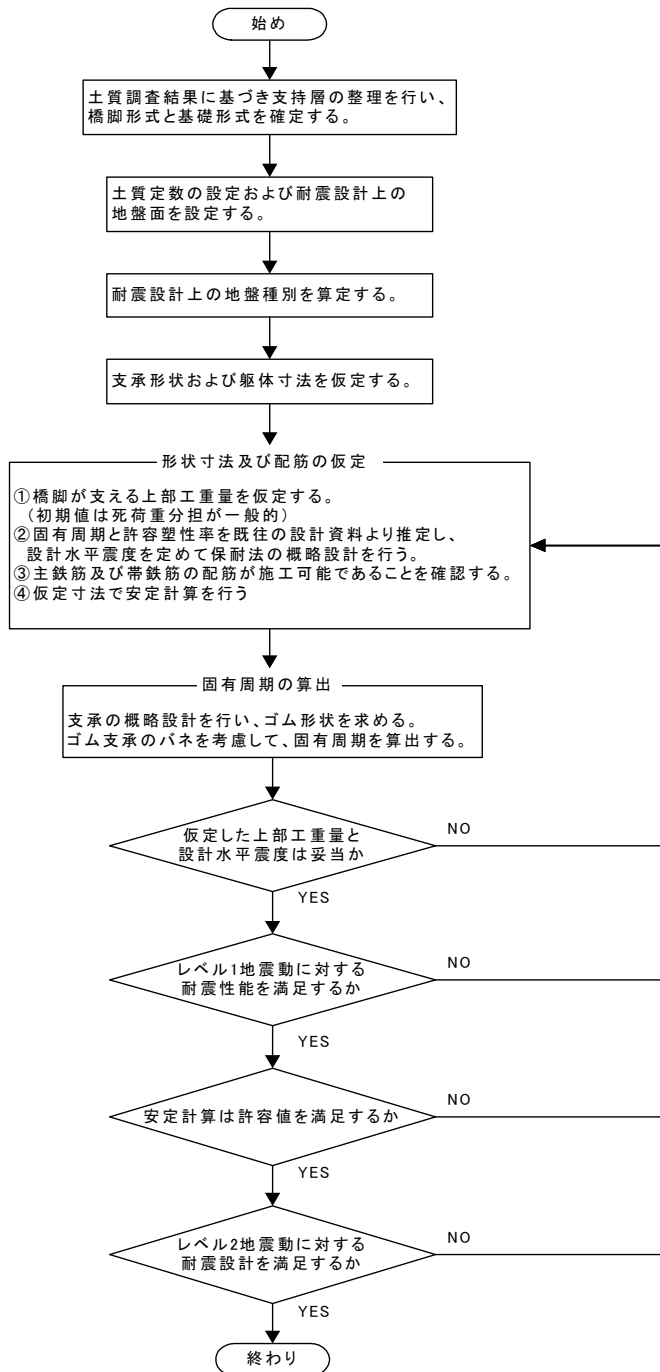 始め
土質調査結果に基づき支持層の整理を行い、
橋脚形式と基礎形式を確定する。
土質定数の設定および耐震設計上の
地盤面を設定する。
耐震設計上の地盤種別を算定する。
支承形状および躯体寸法を仮定する。
形状寸法及び配筋の仮定
①橋脚が支える上部工重量を仮定する。
(初期値は死荷重分担が一般的)
②固有周期と許容塑性率を既往の設計資料より推定し、
設計水平震度を定めて保耐法の概略設計を行う。
③主鉄筋及び帯鉄筋の配筋が施工可能であることを確認する。
④仮定寸法で安定計算を行う
固有周期の算出
支承の概略設計を行い、ゴム形状を求める。
ゴム支承のバネを考慮して、固有周期を算出する。
仮定した上部工重量と
設計水平震度は妥当か
NO
YES
レベル1地震動に対する
耐震性能を満足するか
NO
YES
安定計算は許容値を満足するか
NO
YES
レベル2地震動に対する
耐震設計を満足するか
NO
YES
終わり